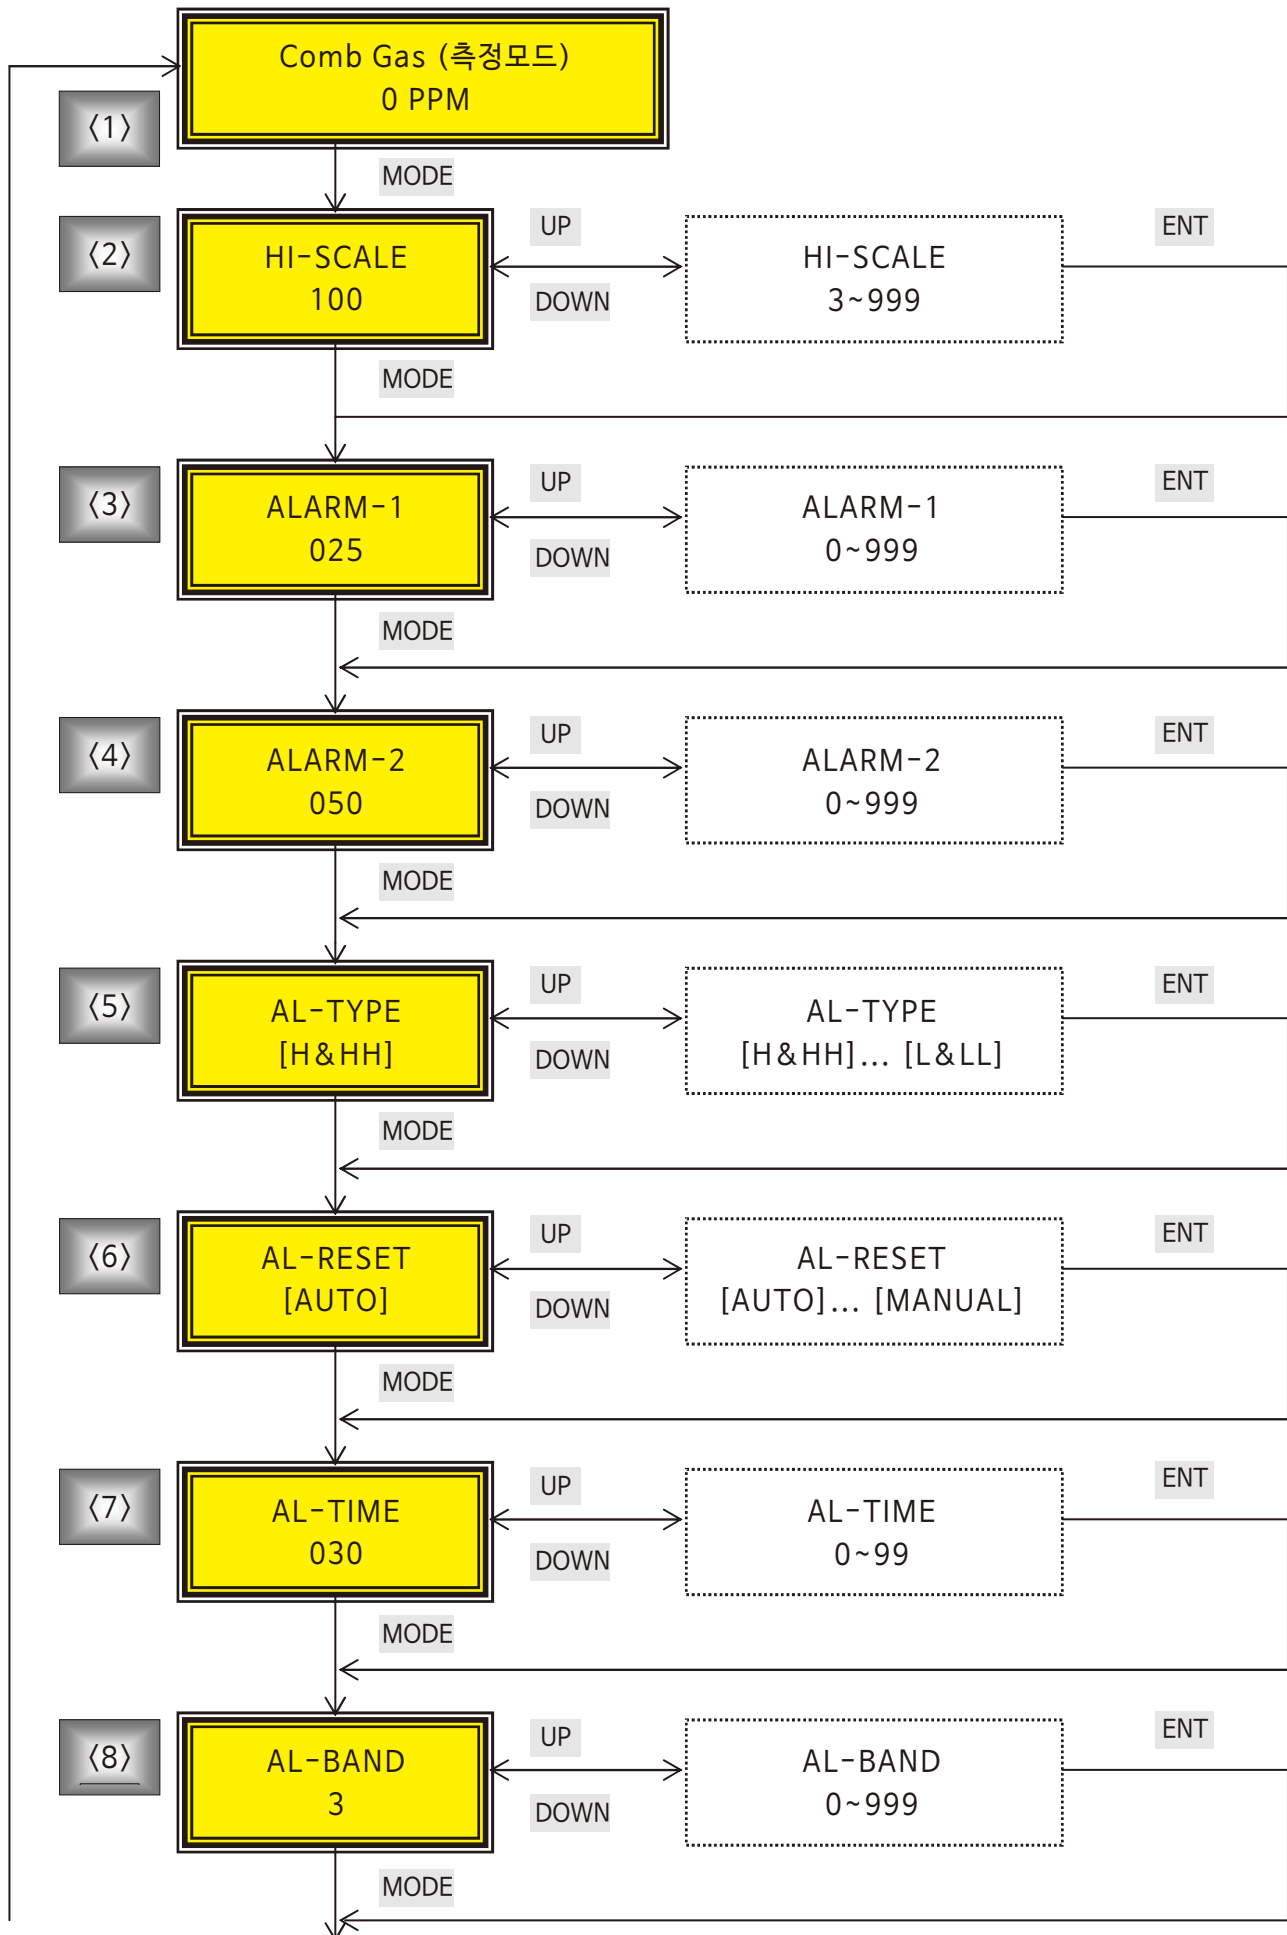 Comb Gas (측정모드)
0 PPM
〈1〉
MODE
〈2〉
HI-SCALE
100
UP
DOWN
HI-SCALE
3~999
ENT
MODE
〈3〉
ALARM-1
025
UP
DOWN
ALARM-1
0~999
ENT
MODE
〈4〉
ALARM-2
050
UP
DOWN
ALARM-2
0~999
ENT
MODE
〈5〉
AL-TYPE
[H&HH]
UP
DOWN
AL-TYPE
[H&HH]... [L&LL]
ENT
MODE
〈6〉
AL-RESET
[AUTO]
UP
DOWN
AL-RESET
[AUTO]... [MANUAL]
ENT
MODE
〈7〉
AL-TIME
030
UP
DOWN
AL-TIME
0~99
ENT
MODE
〈8〉
AL-BAND
3
UP
DOWN
AL-BAND
0~999
ENT
MODE